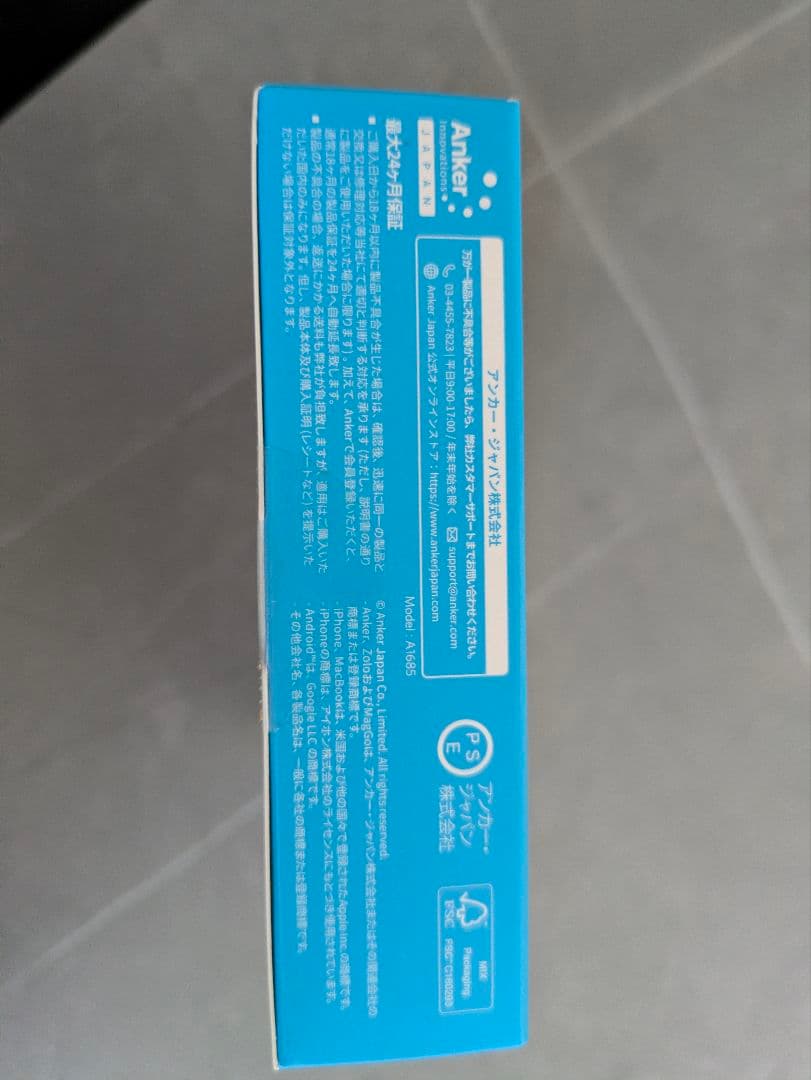 Anker
Innovations
JAPAN
アンカー・ジャパン株式会社
万が一製品に不具合等がございましたら、弊社カスタマーサポートまでお問い合わせください。
03-4455-7823 | 平日9:00-17:00 / 年末年始を除く support@anker.com
Anker Japan 公式オンラインストア : https://www.ankerjapan.com
最大24ヶ月保証
■ ご購入日から18ヶ月以内に製品不具合が生じた場合は、確認後、迅速に同一の製品と
交換又は修理対応等当社にて適切と判断する対応を承ります (ただし、説明書の通り
に製品をご使用いただいた場合に限ります) 。加えて、Ankerで会員登録いただくと、
通常18ヶ月の製品保証を24ヶ月へ自動延長致します。
■ 製品の不具合の場合、返送にかかる送料も弊社が負担致しますが、適用はご購入いた
だいた国内のみになります。但し、製品本体及び購入証明 (レシートなど) を提示いた
だけない場合は保証対象外となります。
Model : A1685
© Anker Japan Co., Limited. All rights reserved.
· Anker、ZoloおよびMagGoは、アンカー・ジャパン株式会社またはその関連会社の
商標または登録商標です。
· iPhone、MacBookは、米国および他の国々で登録されたApple Inc. の商標です。
iPhoneの商標は、アイホン株式会社のライセンスにもとづき使用されています。
· Android™は、Google LLC の商標です。
· その他会社名、各製品名は、一般に各社の商標または登録商標です。
PSE
アンカー・
ジャパン
株式会社
FSC
MIX
Packaging
FSC™ C180203